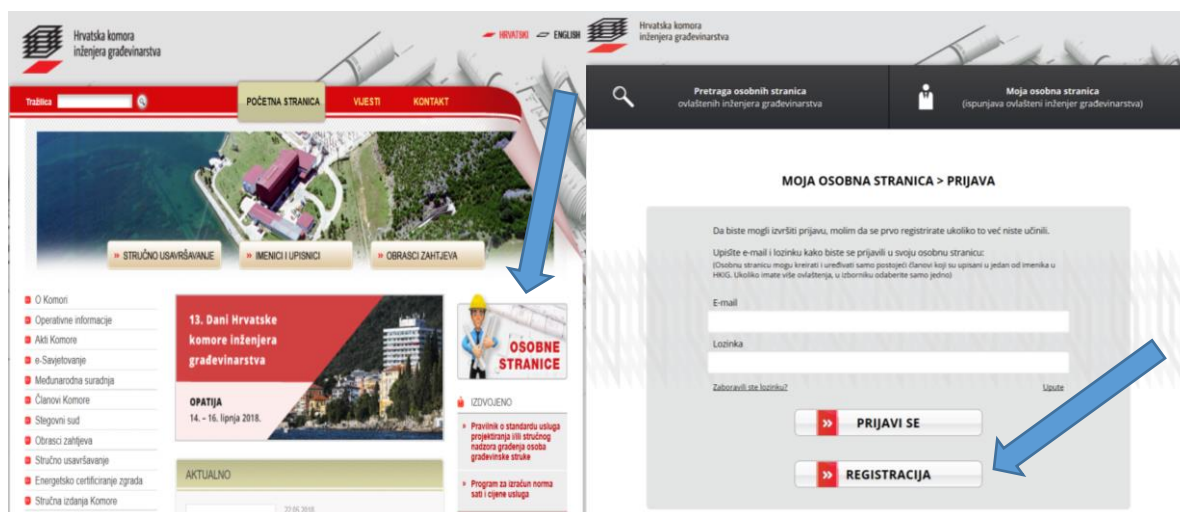 Hrvatska komora
inženjera građevinarstva
HRVATSKI
ENGLISH
Tražilica
POČETNA STRANICA
VIJESTI
KONTAKT
» STRUČNO USAVRŠAVANJE
» IMENICI I UPISNICI
» OBRASCI ZAHTJEVA
O Komori
Operativne informacije
Akti Komore
e-Savjetovanje
Međunarodna suradnja
Članovi Komore
Stegovni sud
Obrasci zahtjeva
Stručno usavršavanje
Energetsko certificiranje zgrada
Stručna izdanja Komore
13. Dani Hrvatske
komore inženjera
građevinarstva
OPATIJA
14. – 16. lipnja 2018.
AKTUALNO
22.05.2018.
OSOBNE
STRANICE
IZDVOJENO
» Pravilnik o standardu usluga
projektiranja i/ili stručnog
nadzora građenja osoba
građevinske struke
» Program za izračun norma
sati i cijene usluga
Hrvatska komora
inženjera građevinarstva
Pretraga osobnih stranica
ovlaštenih inženjera građevinarstva
Moja osobna stranica
(ispunjava ovlašteni inženjer građevinarstva)
MOJA OSOBNA STRANICA > PRIJAVA
Da biste mogli izvršiti prijavu, molim da se prvo registrirate ukoliko to već niste učinili.
Upišite e-mail i lozinku kako biste se prijavili u svoju osobnu stranicu:
(Osobnu stranicu mogu kreirati i uređivati samo postojeći članovi koji su upisani u jedan od imenika u
HKIG. Ukoliko imate više ovlaštenja, u izborniku odaberite samo jedno)
E-mail
Lozinka
Zaboravili ste lozinku?
Upute
» PRIJAVI SE
» REGISTRACIJA